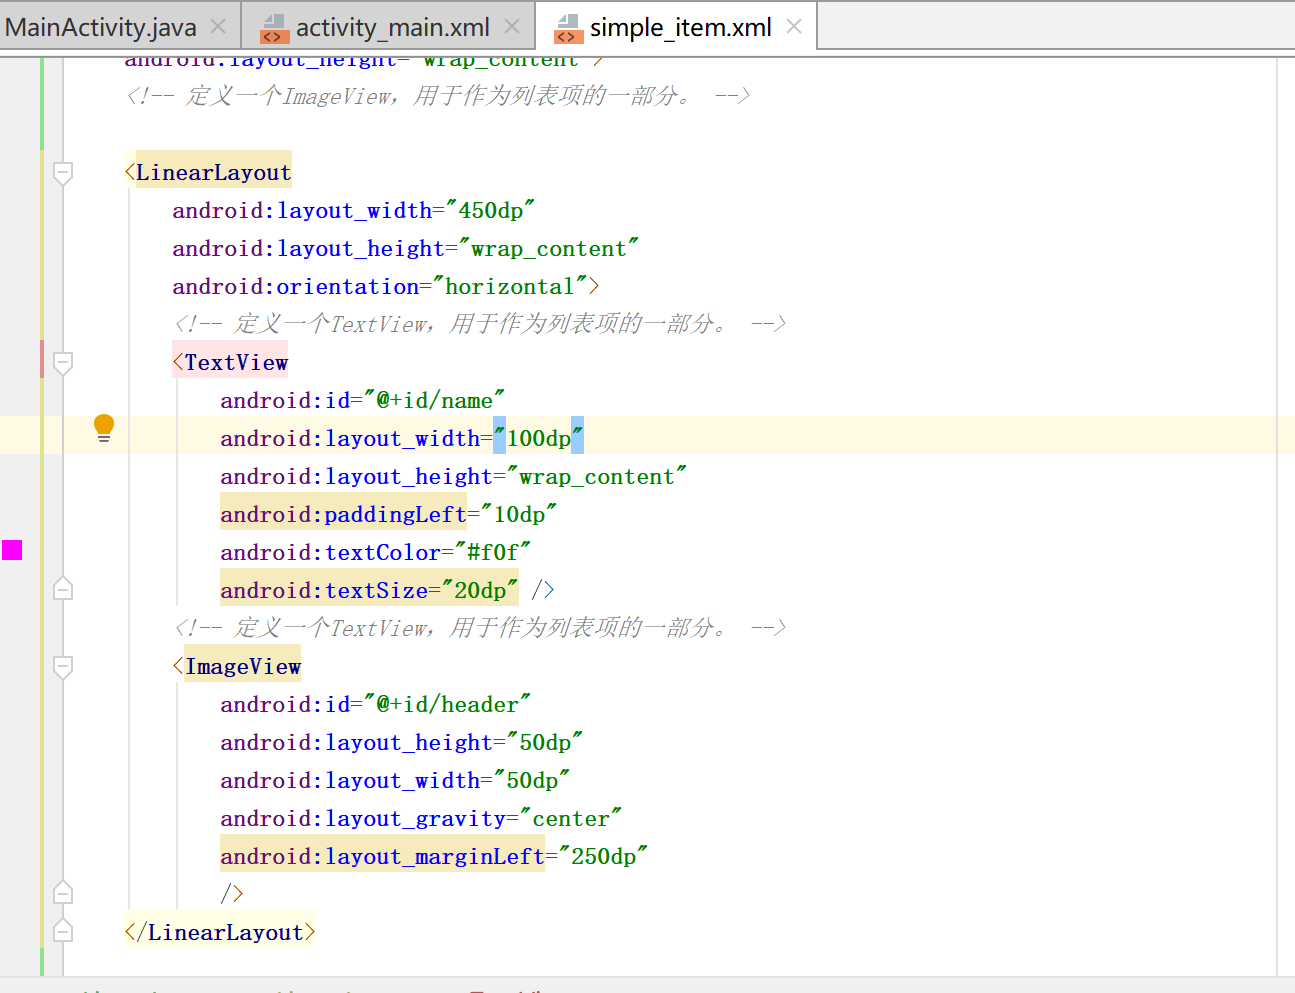 MainActivity.java
activity_main.xml
simple_item.xml
android:layout_height="wrap_content">
<!-- 定义一个ImageView，用于作为列表项的一部分。 -->
<LinearLayout
android:layout_width="450dp"
android:layout_height="wrap_content"
android:orientation="horizontal">
<!-- 定义一个TextView，用于作为列表项的一部分。 -->
<TextView
android:id="@+id/name"
android:layout_width="100dp"
android:layout_height="wrap_content"
android:paddingLeft="10dp"
android:textColor="#f0f"
android:textSize="20dp" />
<!-- 定义一个TextView，用于作为列表项的一部分。 -->
<ImageView
android:id="@+id/header"
android:layout_height="50dp"
android:layout_width="50dp"
android:layout_gravity="center"
android:layout_marginLeft="250dp"
/>
</LinearLayout>